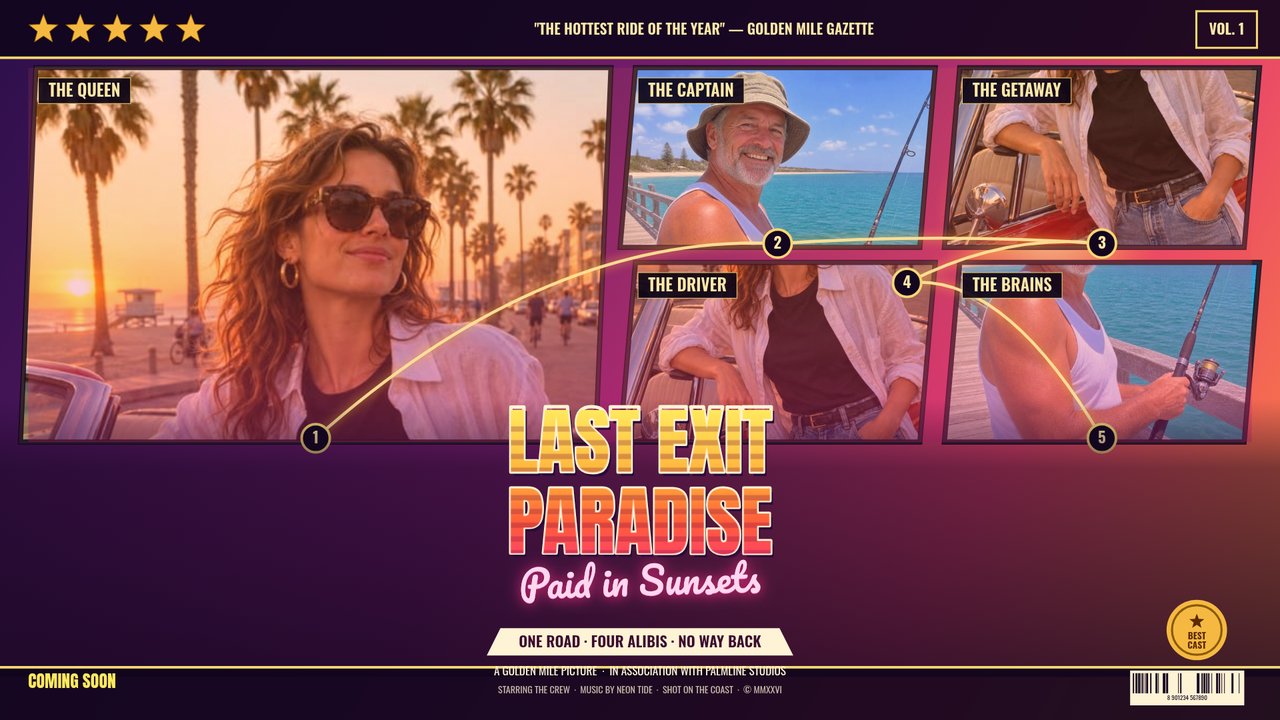 "THE HOTTEST RIDE OF THE YEAR" — GOLDEN MILE GAZETTE
VOL. 1
THE QUEEN
THE CAPTAIN
THE GETAWAY
THE DRIVER
THE BRAINS
1
2
3
4
5
LAST EXIT
PARADISE
Paid in Sunsets
ONE ROAD · FOUR ALIBIS · NO WAY BACK
A GOLDEN MILE PICTURE · IN ASSOCIATION WITH PALMLINE STUDIOS
STARRING THE CREW · MUSIC BY NEON TIDE · SHOT ON THE COAST · © MMXXVI
COMING SOON
BEST
CAST
8 901234 567890